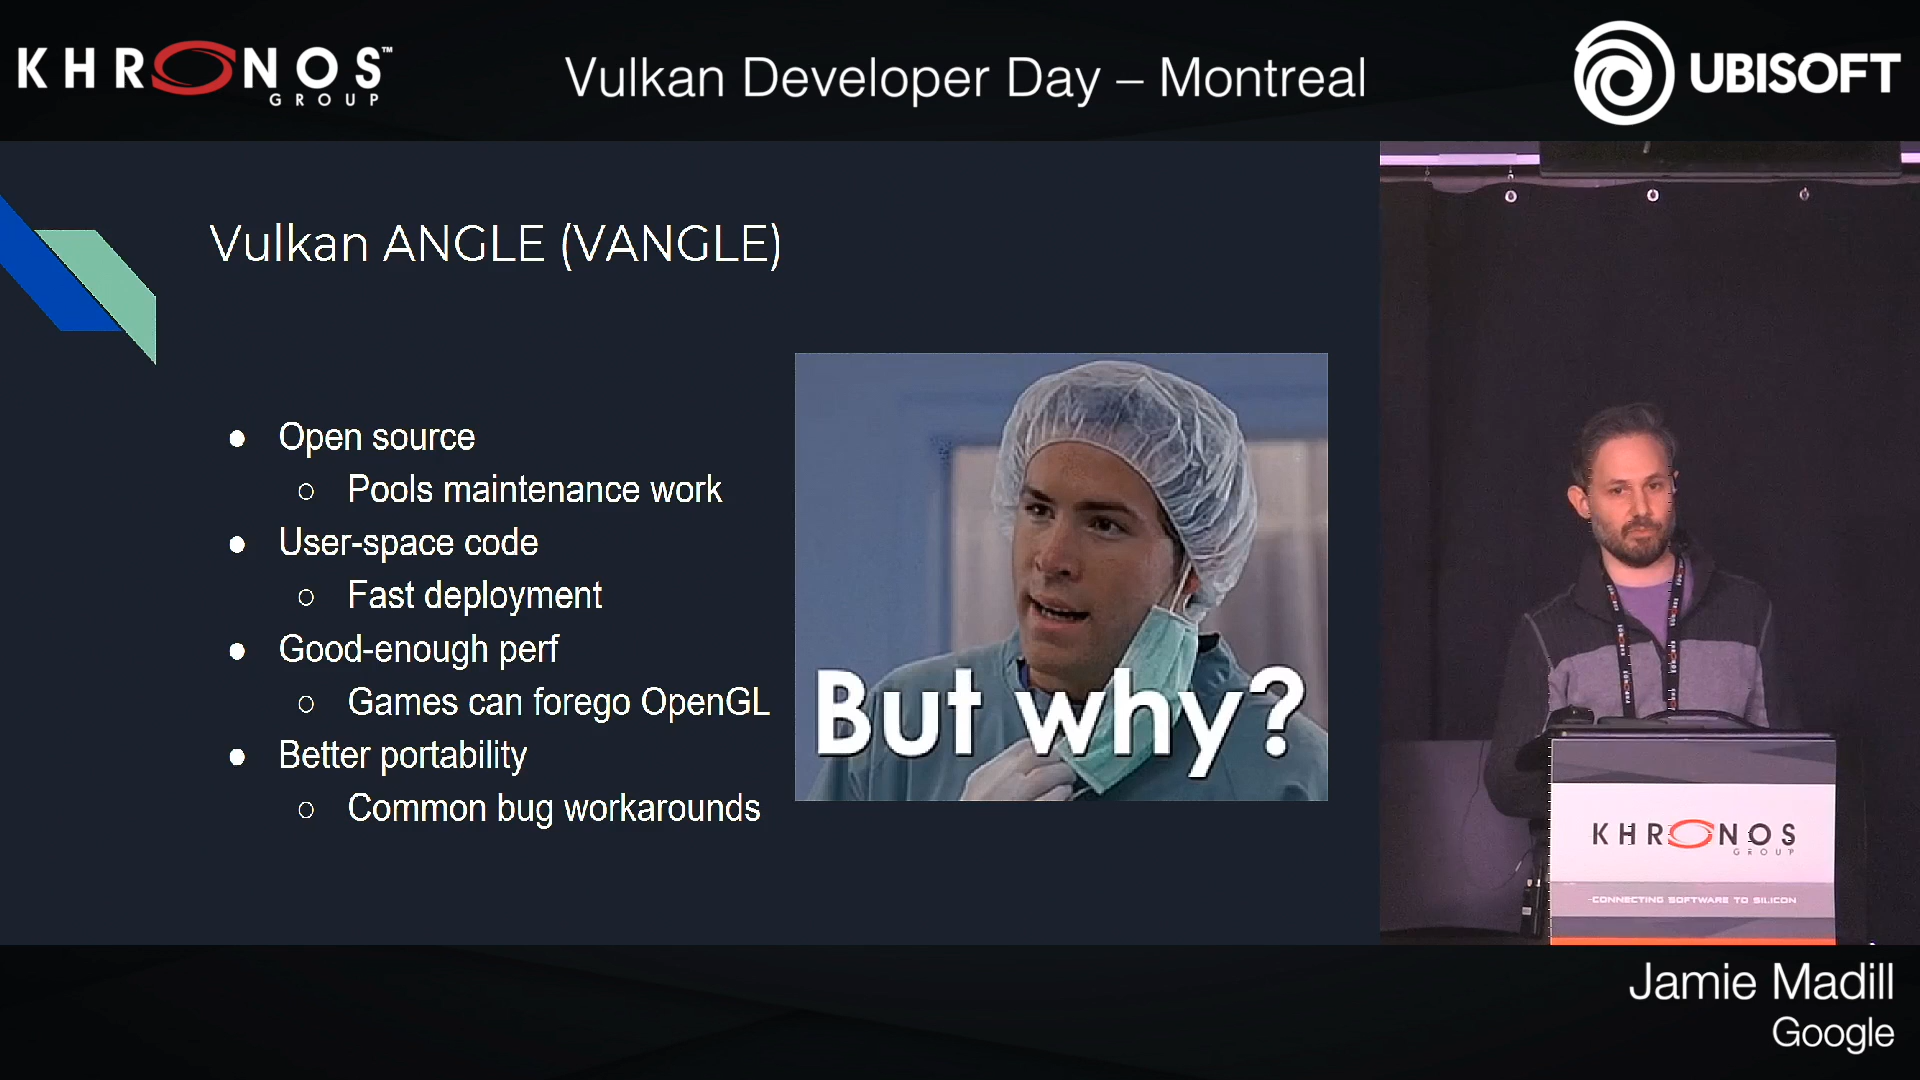 KHRONOS™
GROUP
Vulkan Developer Day – Montreal
UBISOFT
Vulkan ANGLE (VANGLE)
● Open source
○ Pools maintenance work
● User-space code
○ Fast deployment
● Good-enough perf
○ Games can forego OpenGL
● Better portability
○ Common bug workarounds
But why?
KHRONOS
GROUP
CONNECTING SOFTWARE TO SILICON
Jamie Madill
Google